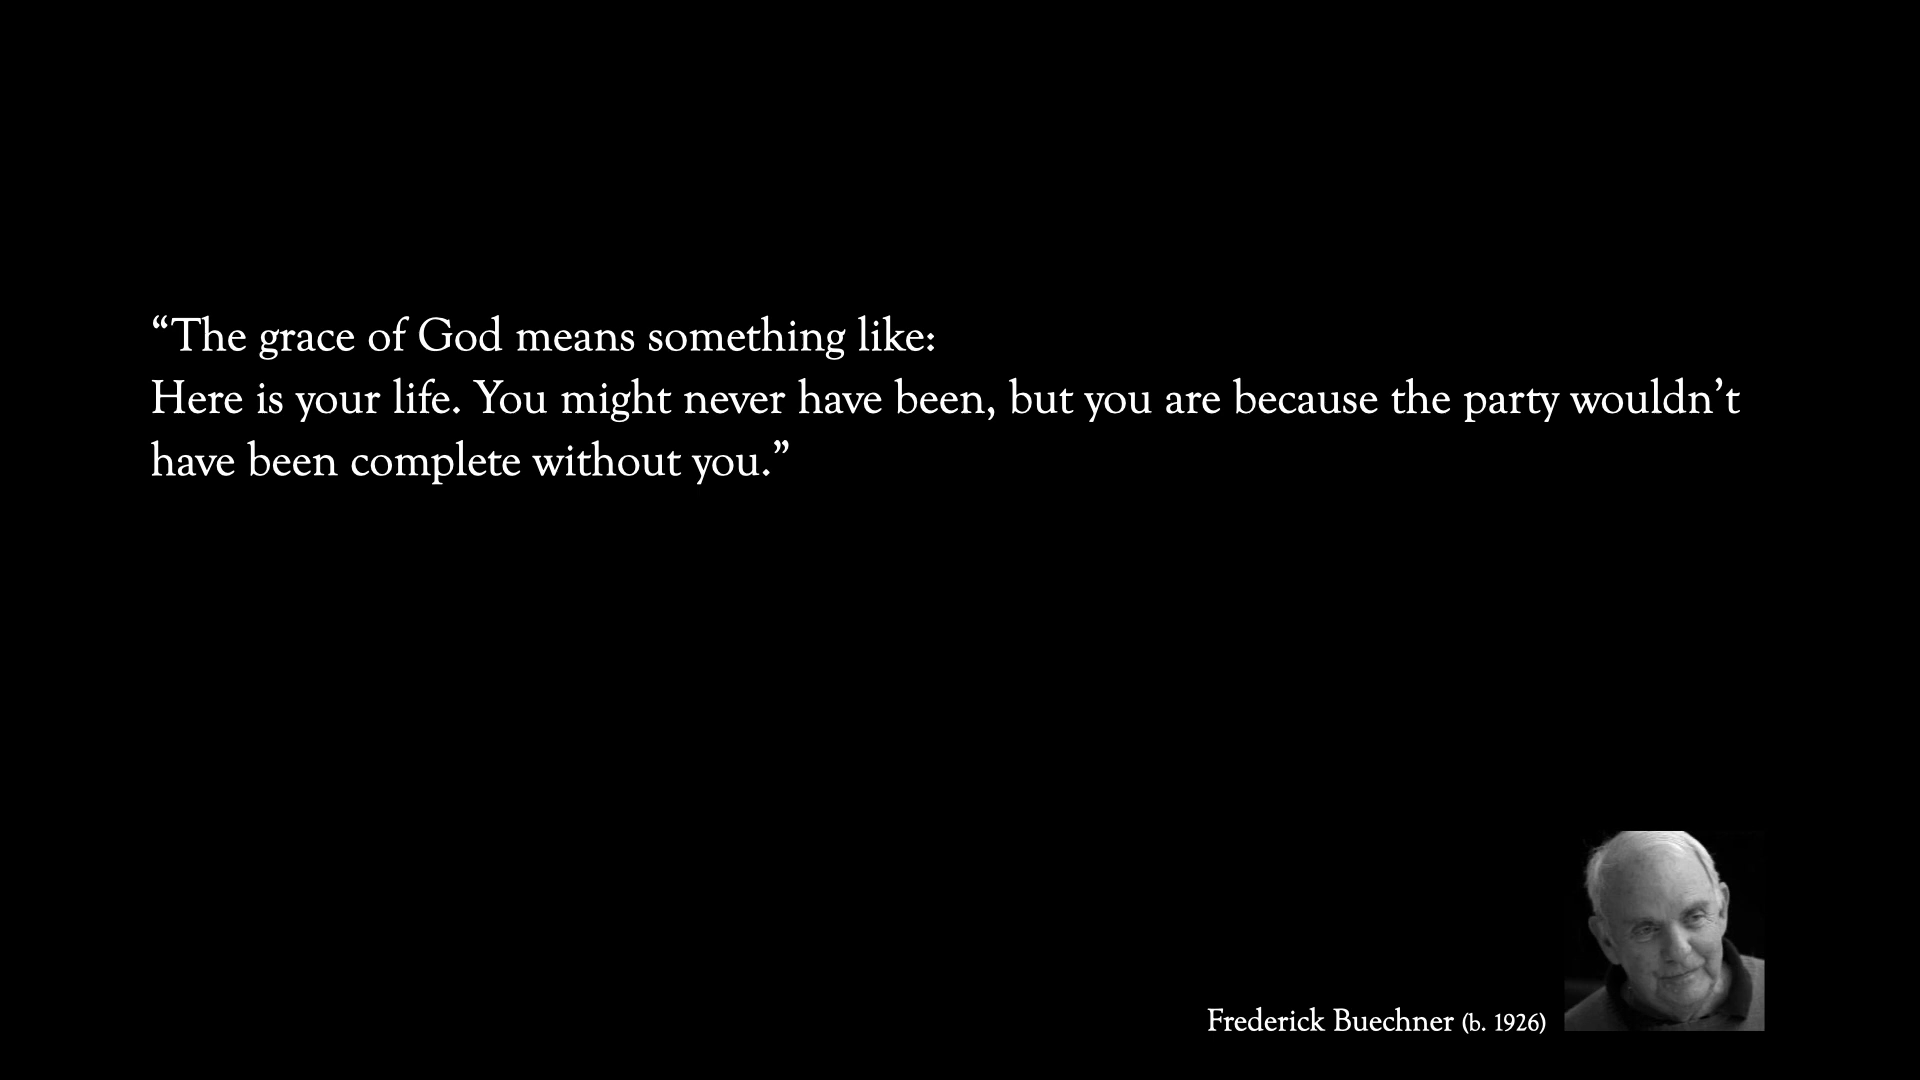 “The grace of God means something like:
Here is your life. You might never have been, but you are because the party wouldn’t
have been complete without you.”
Frederick Buechner (b. 1926)